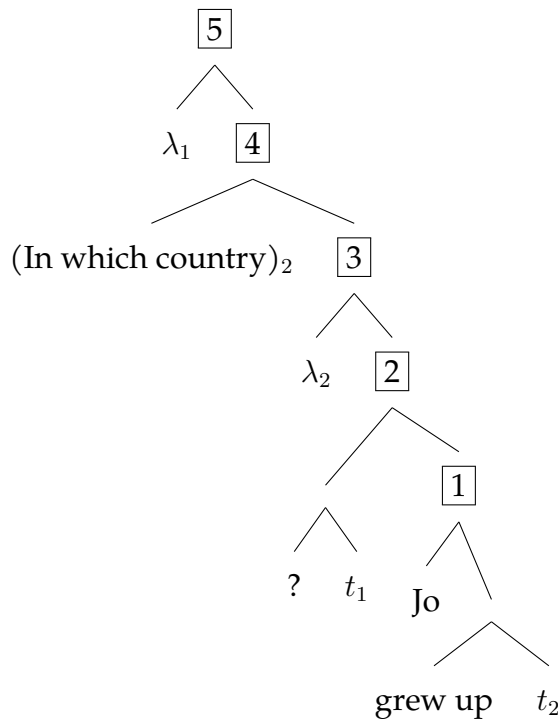 5
λ₁ 4
(In which country)₂ 3
λ₂ 2
1
? t₁ Jo
grew up t₂